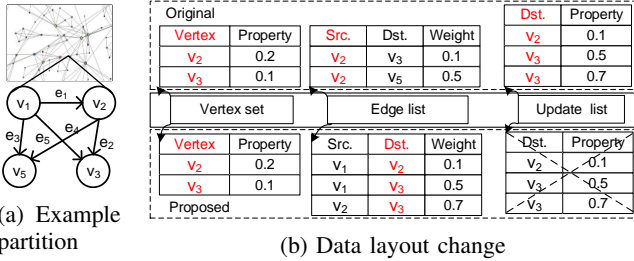 Original
Vertex Property
v2 0.2
v3 0.1
Src. Dst. Weight
v2 v3 0.1
v2 v5 0.5
Dst. Property
v2 0.1
v3 0.5
v3 0.7
Vertex set
Edge list
Update list
Vertex Property
v2 0.2
v3 0.1
Proposed
Src. Dst. Weight
v1 v2 0.1
v1 v3 0.5
v2 v3 0.7
Dst. Property
v2 0.1
v3 0.5
v3 0.7
v1 e1 v2
e3 e5 e4 e2
v5 v3
(a) Example
partition
(b) Data layout change